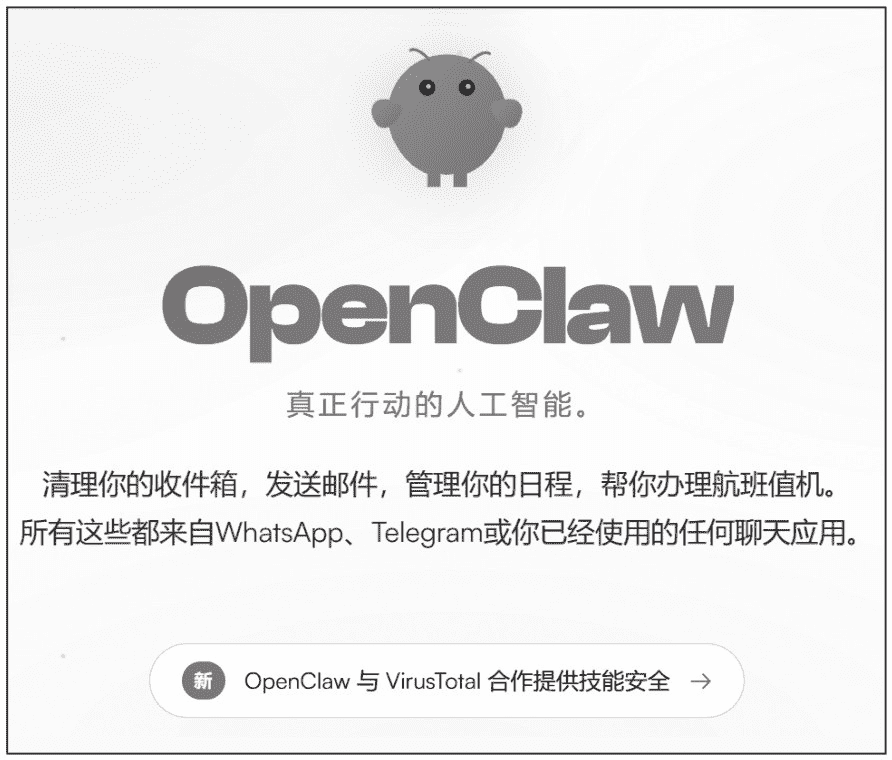 OpenClaw
真正行动的人工智能。
清理你的收件箱，发送邮件，管理你的日程，帮你办理航班值机。
所有这些都来自WhatsApp、Telegram或你已经使用的任何聊天应用。
新 OpenClaw 与 VirusTotal 合作提供技能安全 →